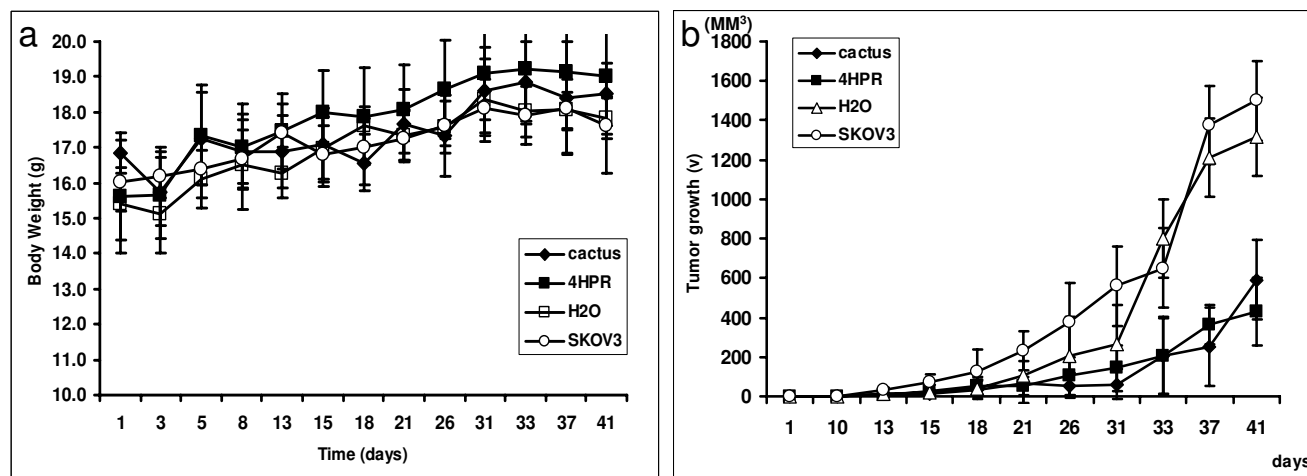 a
20.0
19.0
18.0
17.0
16.0
15.0
14.0
13.0
12.0
11.0
10.0
Body Weight (g)
cactus
4HPR
H2O
SKOV3
1 3 5 8 13 15 18 21 26 31 33 37 41
Time (days)
b
(MM³)
1800
1600
1400
1200
1000
800
600
400
200
0
Tumor growth (v)
cactus
4HPR
H2O
SKOV3
1 10 13 15 18 21 26 31 33 37 41
days